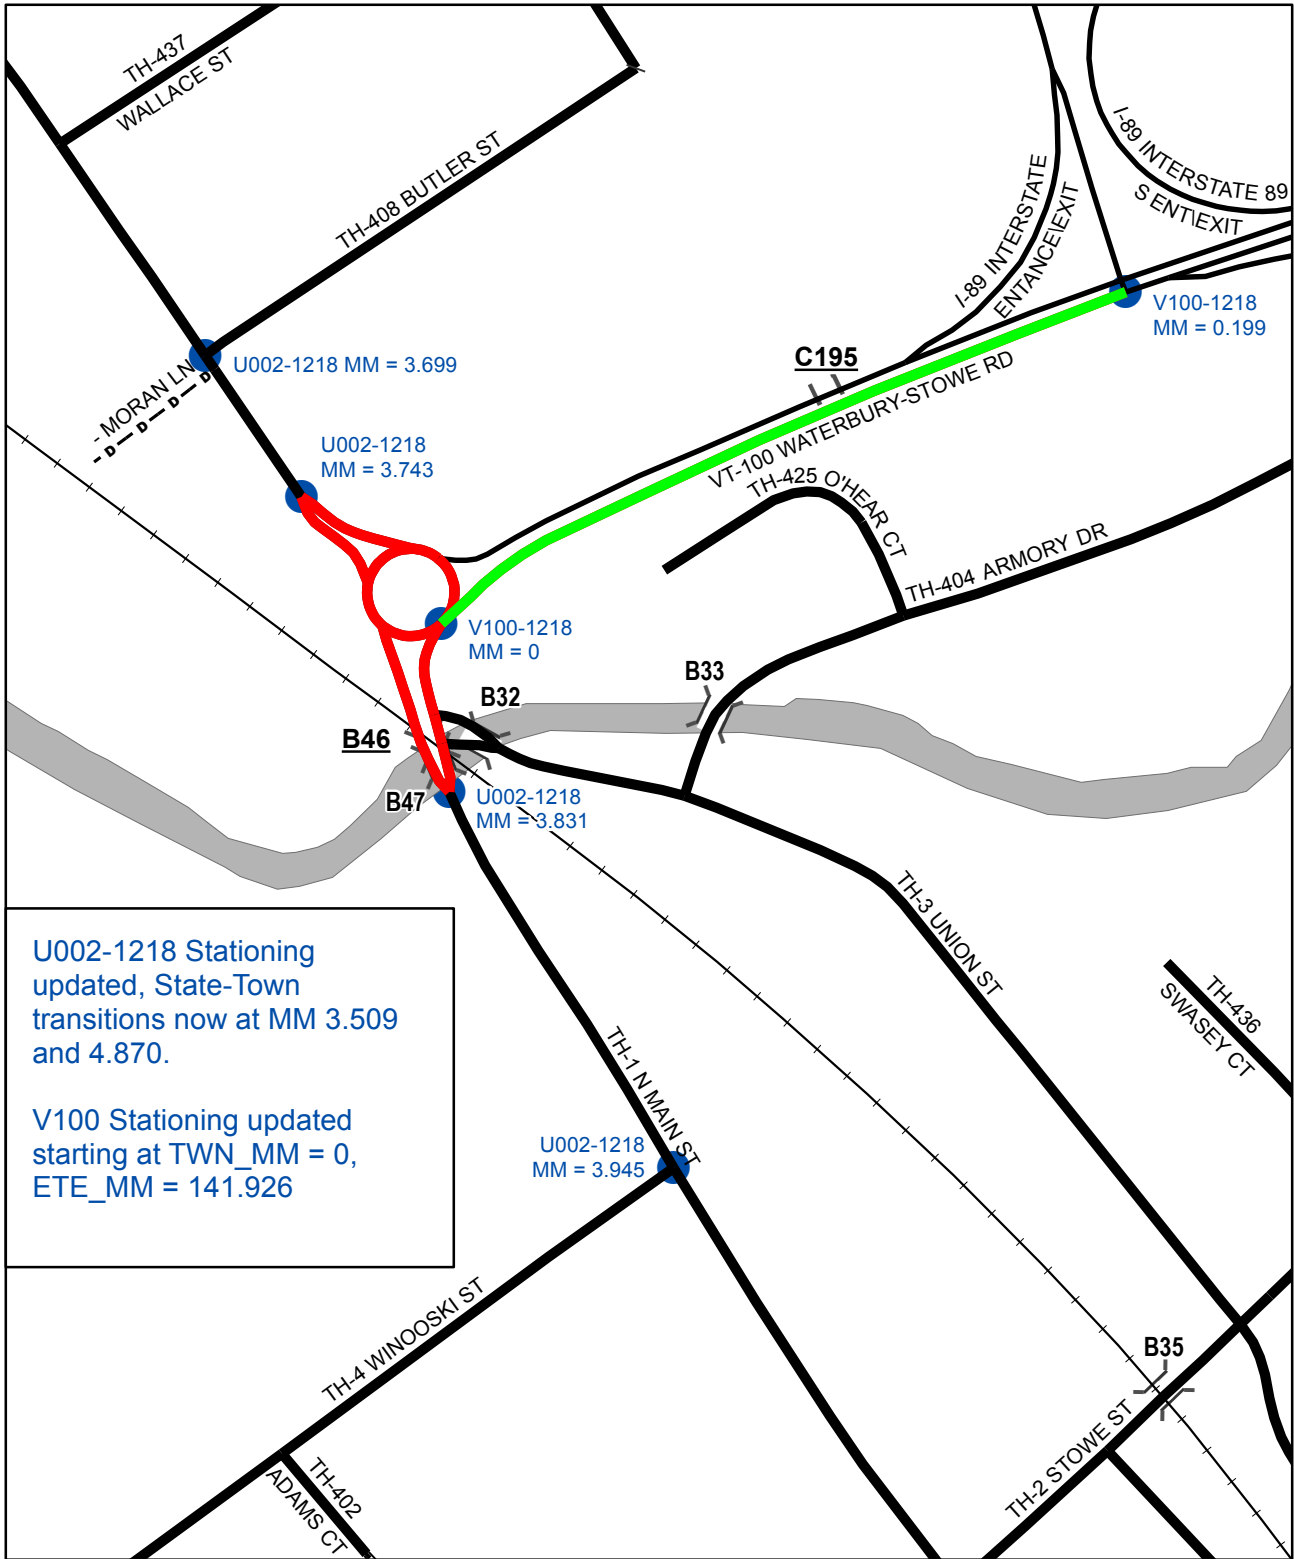 TH-437
WALLACE ST
TH-408 BUTLER ST
I-89 INTERSTATE 89
S ENT\EXIT
I-89 INTERSTATE
ENTANCE\EXIT
V100-1218
MM = 0.199
- MORAN LN
D D D D
U002-1218 MM = 3.699
C195
VT-100 WATERBURY-STOWE RD
U002-1218
MM = 3.743
TH-425 O'HEAR CT
TH-404 ARMORY DR
V100-1218
MM = 0
B33
B32
B46
B47
U002-1218
MM = 3.831
TH-3 UNION ST
U002-1218 Stationing
updated, State-Town
transitions now at MM 3.509
and 4.870.
V100 Stationing updated
starting at TWN_MM = 0,
ETE_MM = 141.926
TH-436
SWASEY CT
TH-1 N MAIN ST
U002-1218
MM = 3.945
TH-4 WINOOSKI ST
B35
TH-2 STOWE ST
TH-402
ADAMS CT